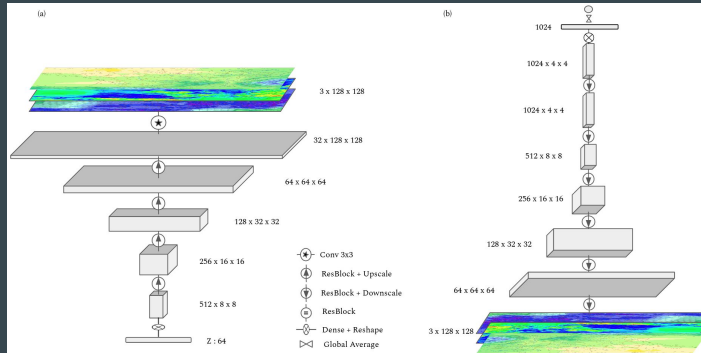 (a)
3 x 128 x 128
32 x 128 x 128
64 x 64 x 64
128 x 32 x 32
256 x 16 x 16
512 x 8 x 8
Z : 64
Conv 3x3
ResBlock + Upscale
ResBlock + Downscale
ResBlock
Dense + Reshape
Global Average
(b)
1024
1024 x 4 x 4
1024 x 4 x 4
512 x 8 x 8
256 x 16 x 16
128 x 32 x 32
64 x 64 x 64
3 x 128 x 128